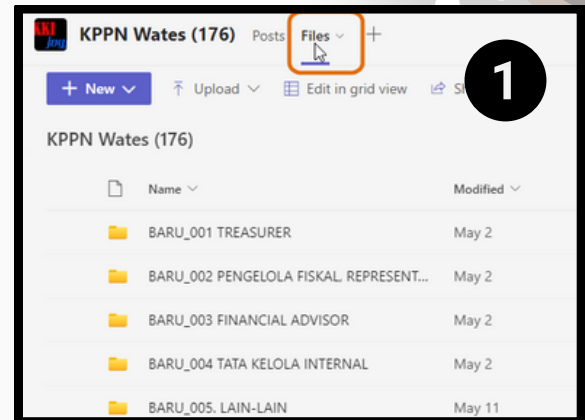 KKI
Jog
KPPN Wates (176) Posts Files
1
New Upload Edit in grid view
KPPN Wates (176)
Name Modified
BARU_001 TREASURER May 2
BARU_002 PENGELOLA FISKAL, REPRESENT... May 2
BARU_003 FINANCIAL ADVISOR May 2
BARU_004 TATA KELOLA INTERNAL May 2
BARU_005. LAIN-LAIN May 11